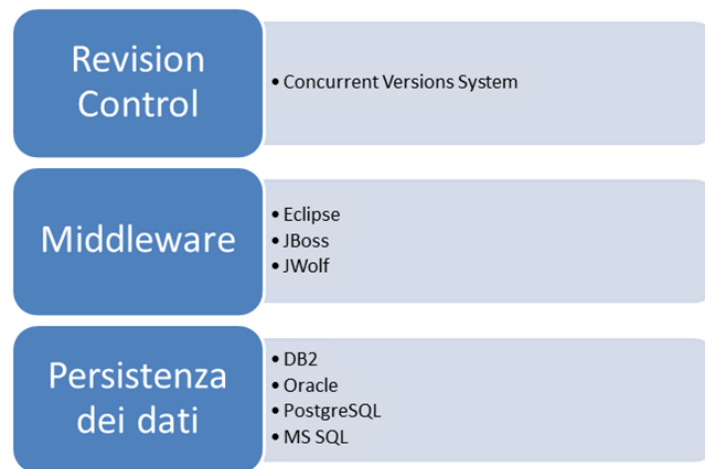 Revision
Control
• Concurrent Versions System
Middleware
• Eclipse
• JBoss
• JWolf
Persistenza
dei dati
• DB2
• Oracle
• PostgreSQL
• MS SQL